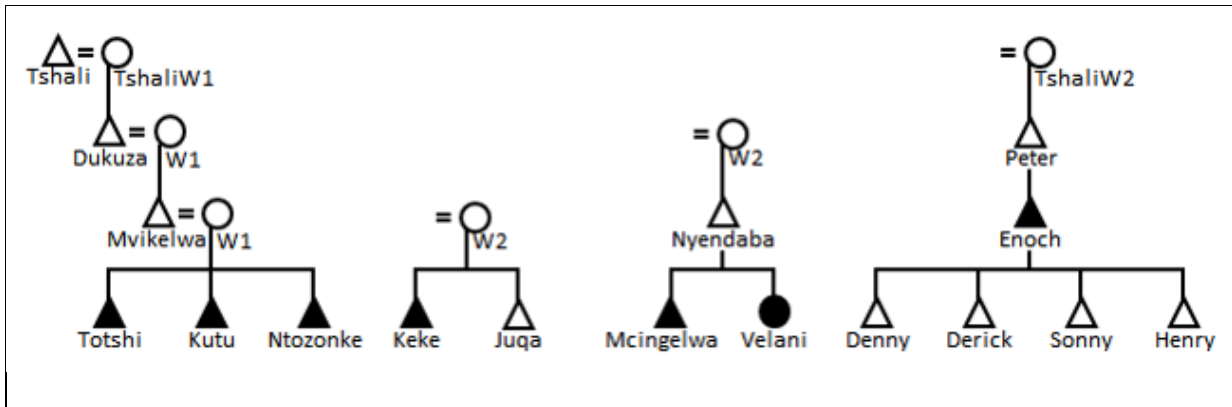 Tshali TshaliW1 TshaliW2
Dukuza W1 W2 Peter
Mvikelwa W1 W2 Nyendaba Enoch
Totshi Kutu Ntozonke Keke Juqa Mcingelwa Velani Denny Derick Sonny Henry